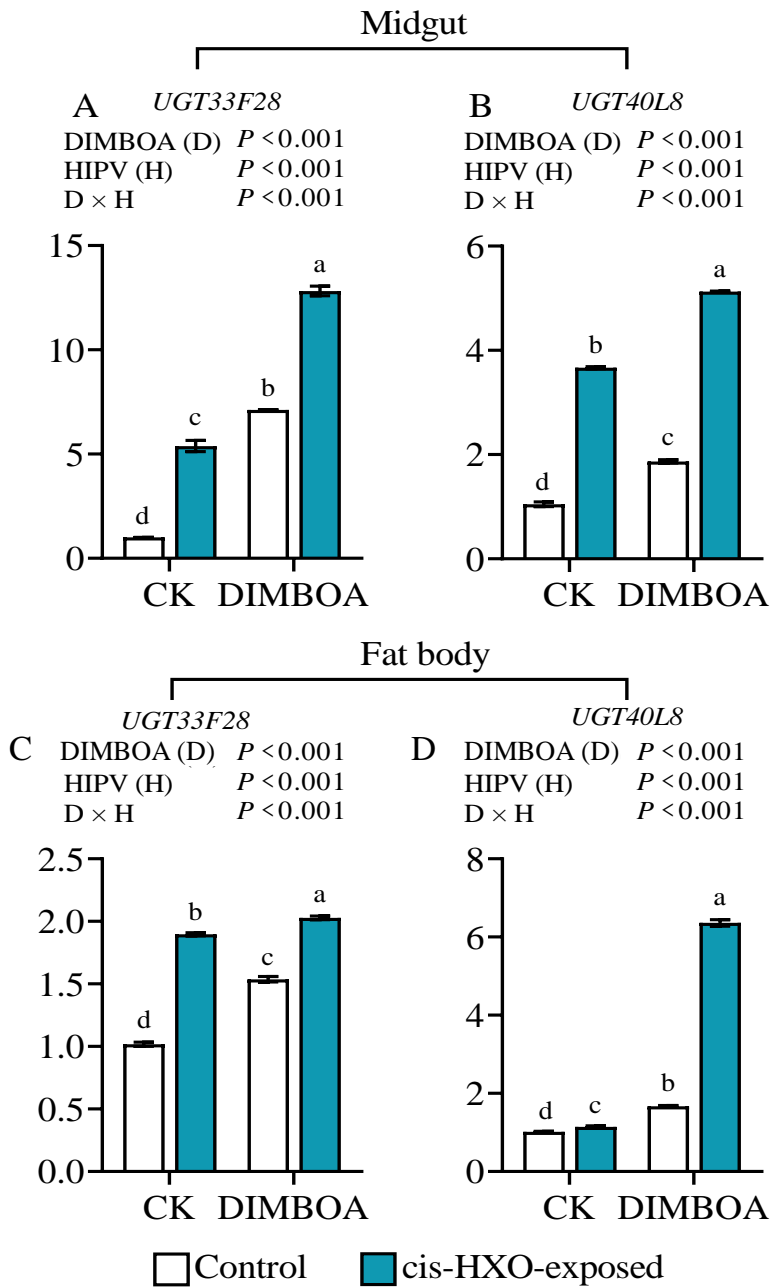 Midgut
A UGT33F28
DIMBOA (D) P <0.001
HIPV (H) P <0.001
D × H P <0.001
15
10
5
0
d
c
b
a
CK DIMBOA
B UGT40L8
DIMBOA (D) P <0.001
HIPV (H) P <0.001
D × H P <0.001
6
4
2
0
d
b
c
a
CK DIMBOA
Fat body
UGT33F28
C DIMBOA (D) P <0.001
HIPV (H) P <0.001
D × H P <0.001
2.5
2.0
1.5
1.0
0.5
0.0
d
b
c
a
CK DIMBOA
UGT40L8
D DIMBOA (D) P <0.001
HIPV (H) P <0.001
D × H P <0.001
8
6
4
2
0
d
c
b
a
CK DIMBOA
Control cis-HXO-exposed